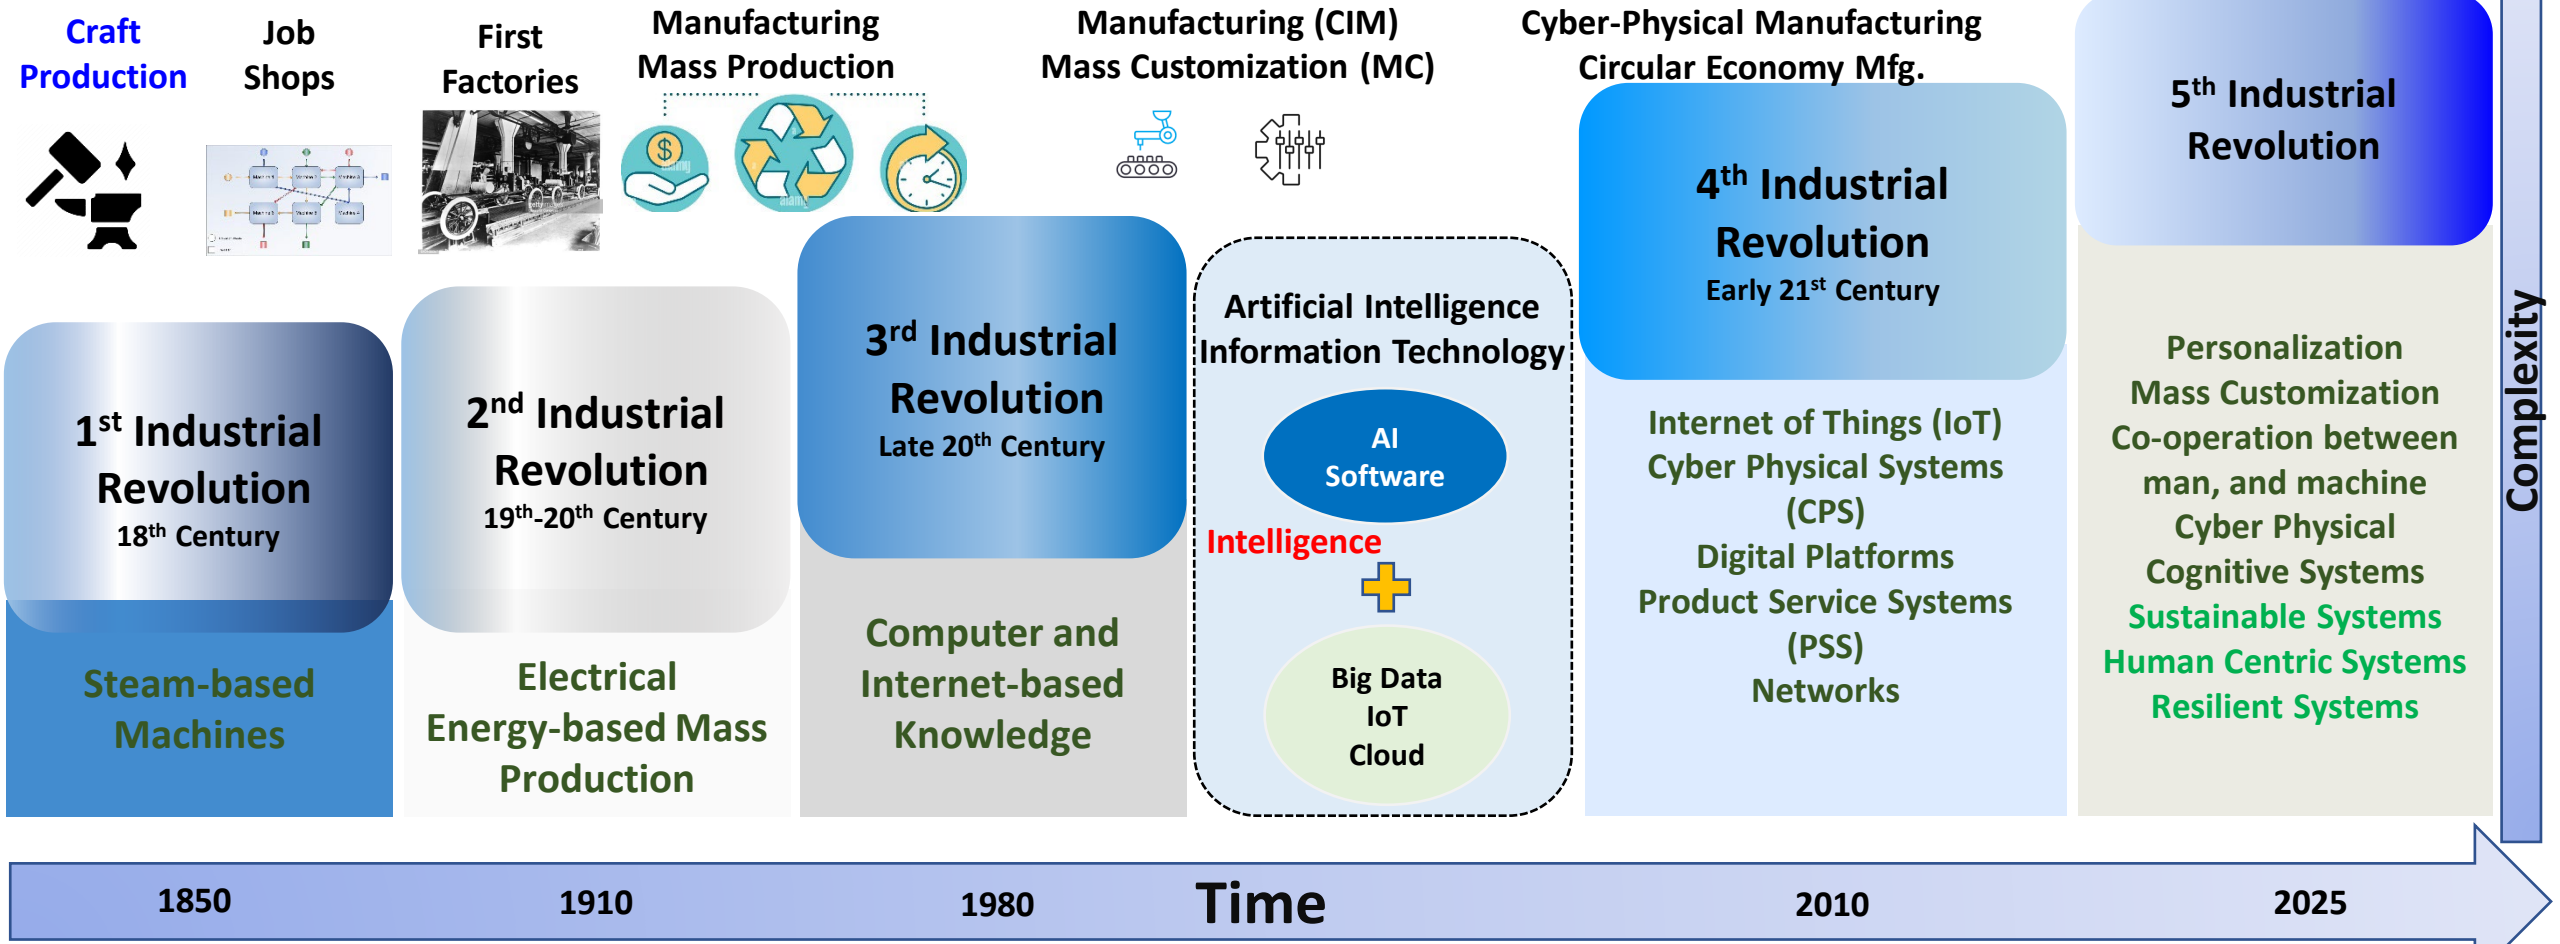 Craft
Production
Job
Shops
First
Factories
Manufacturing
Mass Production
Manufacturing (CIM)
Mass Customization (MC)
Cyber-Physical Manufacturing
Circular Economy Mfg.
1st Industrial
Revolution
18th Century
Steam-based
Machines
2nd Industrial
Revolution
19th-20th Century
Electrical
Energy-based Mass
Production
3rd Industrial
Revolution
Late 20th Century
Computer and
Internet-based
Knowledge
Artificial Intelligence
Information Technology
AI
Software
Intelligence
Big Data
IoT
Cloud
4th Industrial
Revolution
Early 21st Century
Internet of Things (IoT)
Cyber Physical Systems
(CPS)
Digital Platforms
Product Service Systems
(PSS)
Networks
5th Industrial
Revolution
Personalization
Mass Customization
Co-operation between
man, and machine
Cyber Physical
Cognitive Systems
Sustainable Systems
Human Centric Systems
Resilient Systems
Complexity
1850
1910
1980
Time
2010
2025